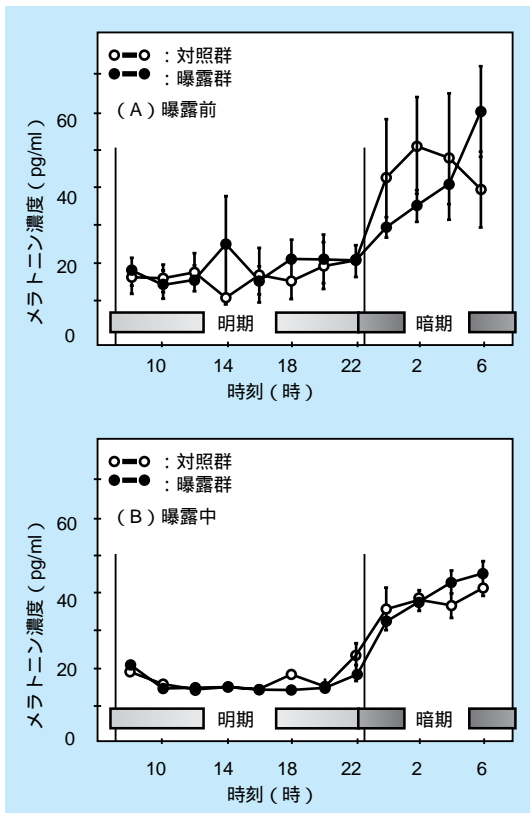 ：対照群
：曝露群
（A）曝露前
メラトニン濃度（pg/ml）
60
40
20
0
明期
暗期
10 14 18 22 2 6
時刻（時）
：対照群
：曝露群
（B）曝露中
メラトニン濃度（pg/ml）
60
40
20
0
明期
暗期
10 14 18 22 2 6
時刻（時）